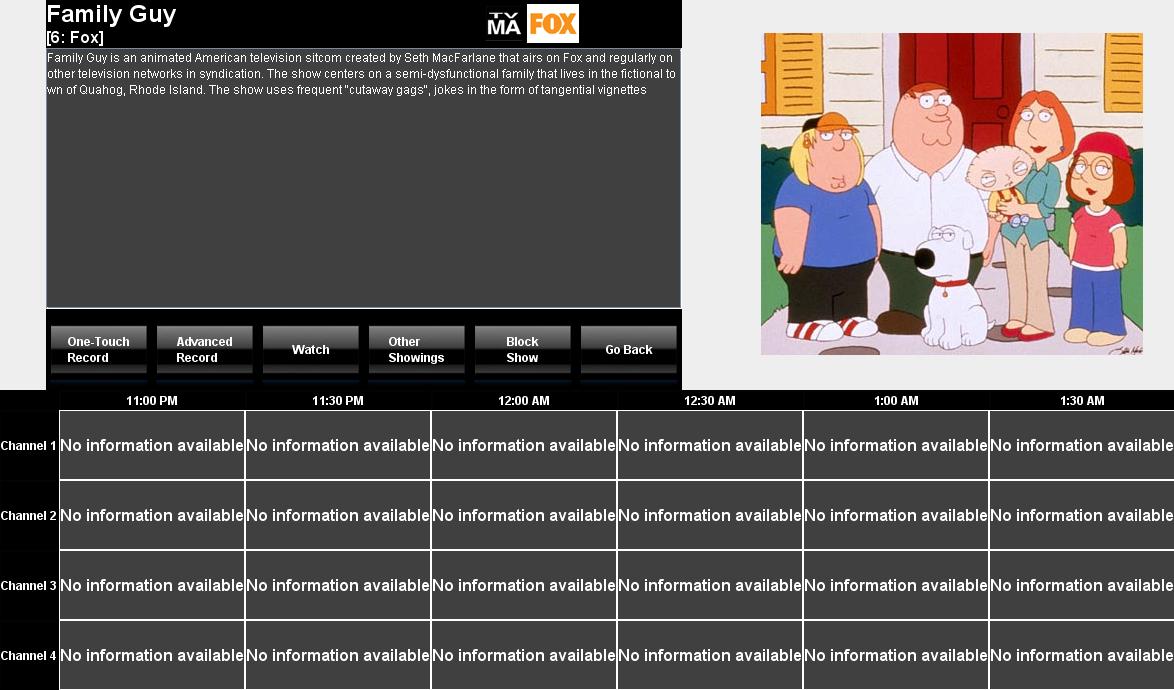 Family Guy
TV
MA
FOX
[6: Fox]
Family Guy is an animated American television sitcom created by Seth MacFarlane that airs on Fox and regularly on
other television networks in syndication. The show centers on a semi-dysfunctional family that lives in the fictional to
wn of Quahog, Rhode Island. The show uses frequent "cutaway gags", jokes in the form of tangential vignettes
One-Touch
Record
Advanced
Record
Watch
Other
Showings
Block
Show
Go Back
11:00 PM 11:30 PM 12:00 AM 12:30 AM 1:00 AM 1:30 AM
Channel 1 No information available No information available No information available No information available No information available No information available
Channel 2 No information available No information available No information available No information available No information available No information available
Channel 3 No information available No information available No information available No information available No information available No information available
Channel 4 No information available No information available No information available No information available No information available No information available